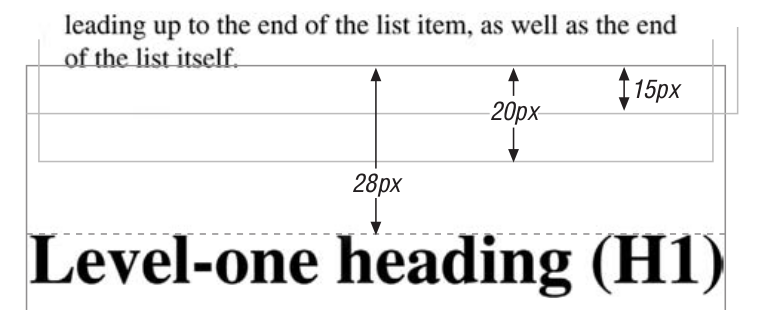 leading up to the end of the list item, as well as the end
of the list itself.
15px
20px
28px
Level-one heading (H1)